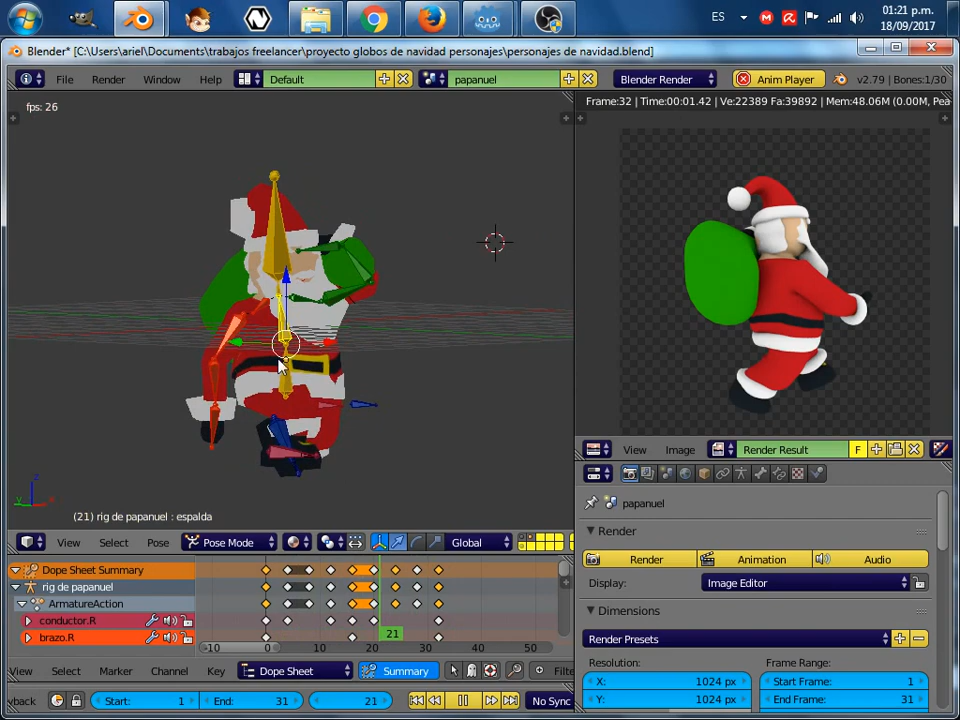 ES
01:21 p.m.
18/09/2017
Blender* [C:\Users\ariel\Documents\trabajos freelancer\proyecto globos de navidad personajes\personajes de navidad.blend]
File Render Window Help Default papanuel Blender Render Anim Player v2.79 | Bones:1/30
fps: 26
Frame:32 | Time:00:01.42 | Ve:22389 Fa:39892 | Mem:48.06M (0.00M, Pea
View Image Render Result F
papanuel
z
y
(21) rig de papanuel : espalda
View Select Pose Pose Mode Global
Render
Render Animation Audio
Display: Image Editor
Dimensions
Render Presets
Resolution: Frame Range:
X: 1024 px Start Frame: 1
Y: 1024 px End Frame: 31
Dope Sheet Summary
rig de papanuel
ArmatureAction
conductor.R
brazo.R
-10 0 10 21 30 40 50
View Select Marker Channel Key Dope Sheet Summary Filte
yback Start: 1 End: 31 21 No Sync